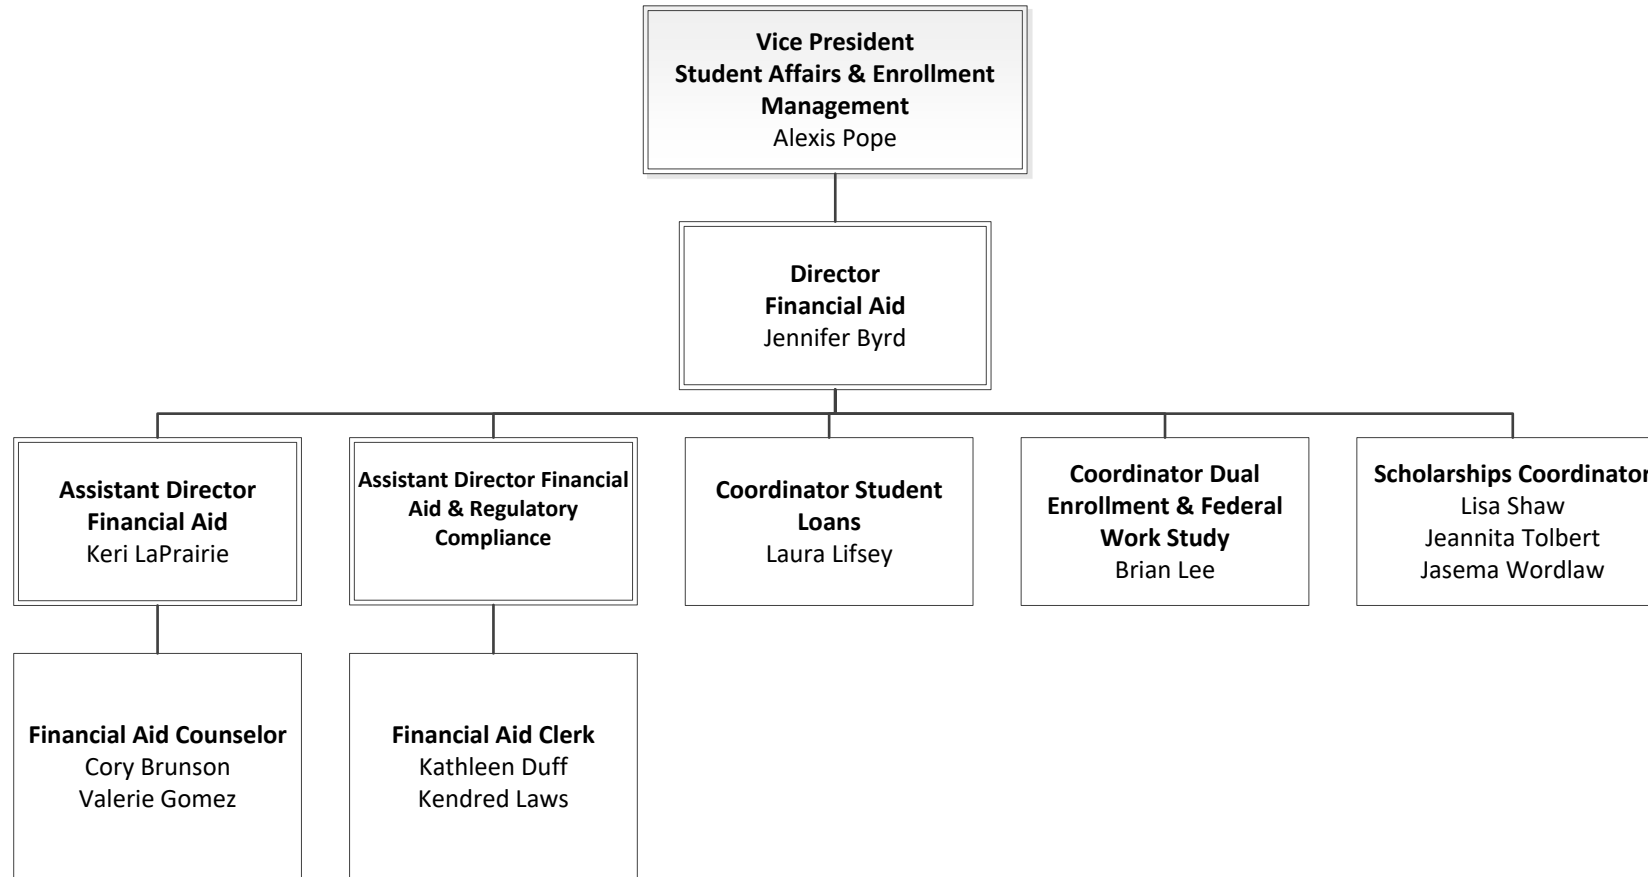 Vice President
Student Affairs & Enrollment
Management
Alexis Pope
Director
Financial Aid
Jennifer Byrd
Assistant Director
Financial Aid
Keri LaPrairie
Assistant Director Financial
Aid & Regulatory
Compliance
Coordinator Student
Loans
Laura Lifsey
Coordinator Dual
Enrollment & Federal
Work Study
Brian Lee
Scholarships Coordinator
Lisa Shaw
Jeannita Tolbert
Jasema Wordlaw
Financial Aid Counselor
Cory Brunson
Valerie Gomez
Financial Aid Clerk
Kathleen Duff
Kendred Laws